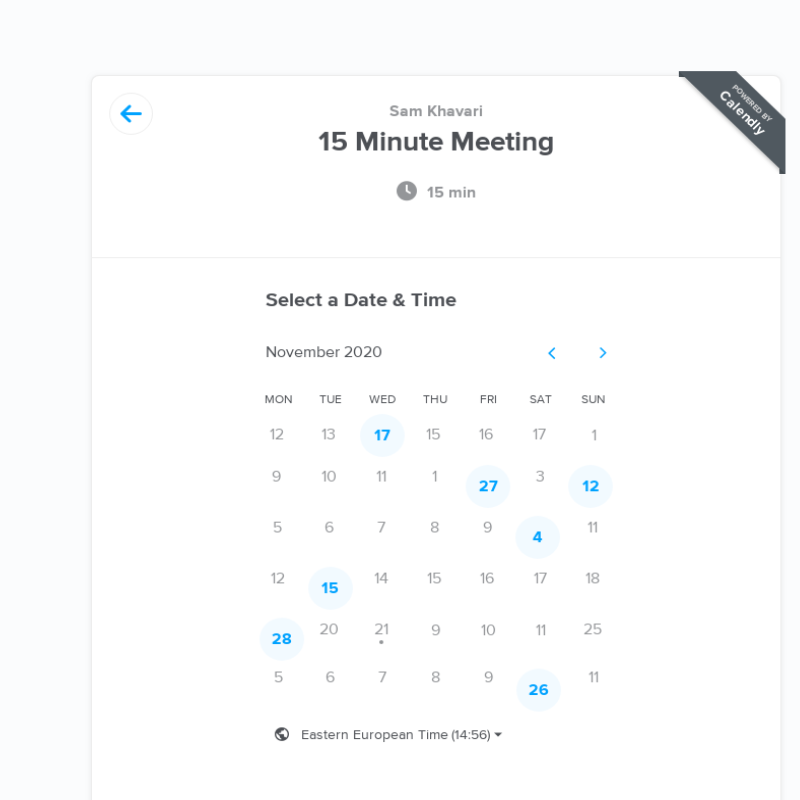 POWERED BY
Calendly
Sam Khavari
15 Minute Meeting
15 min
Select a Date & Time
November 2020
MON TUE WED THU FRI SAT SUN
12 13 17 15 16 17 1
9 10 11 1 27 3 12
5 6 7 8 9 4 11
12 15 14 15 16 17 18
28 20 21 9 10 11 25
5 6 7 8 9 26 11
Eastern European Time (14:56)